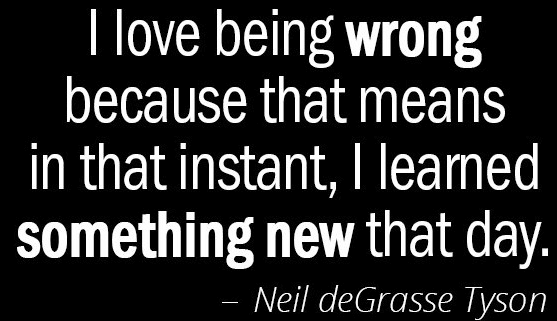 I love being wrong
because that means
in that instant, I learned
something new that day.
– Neil deGrasse Tyson